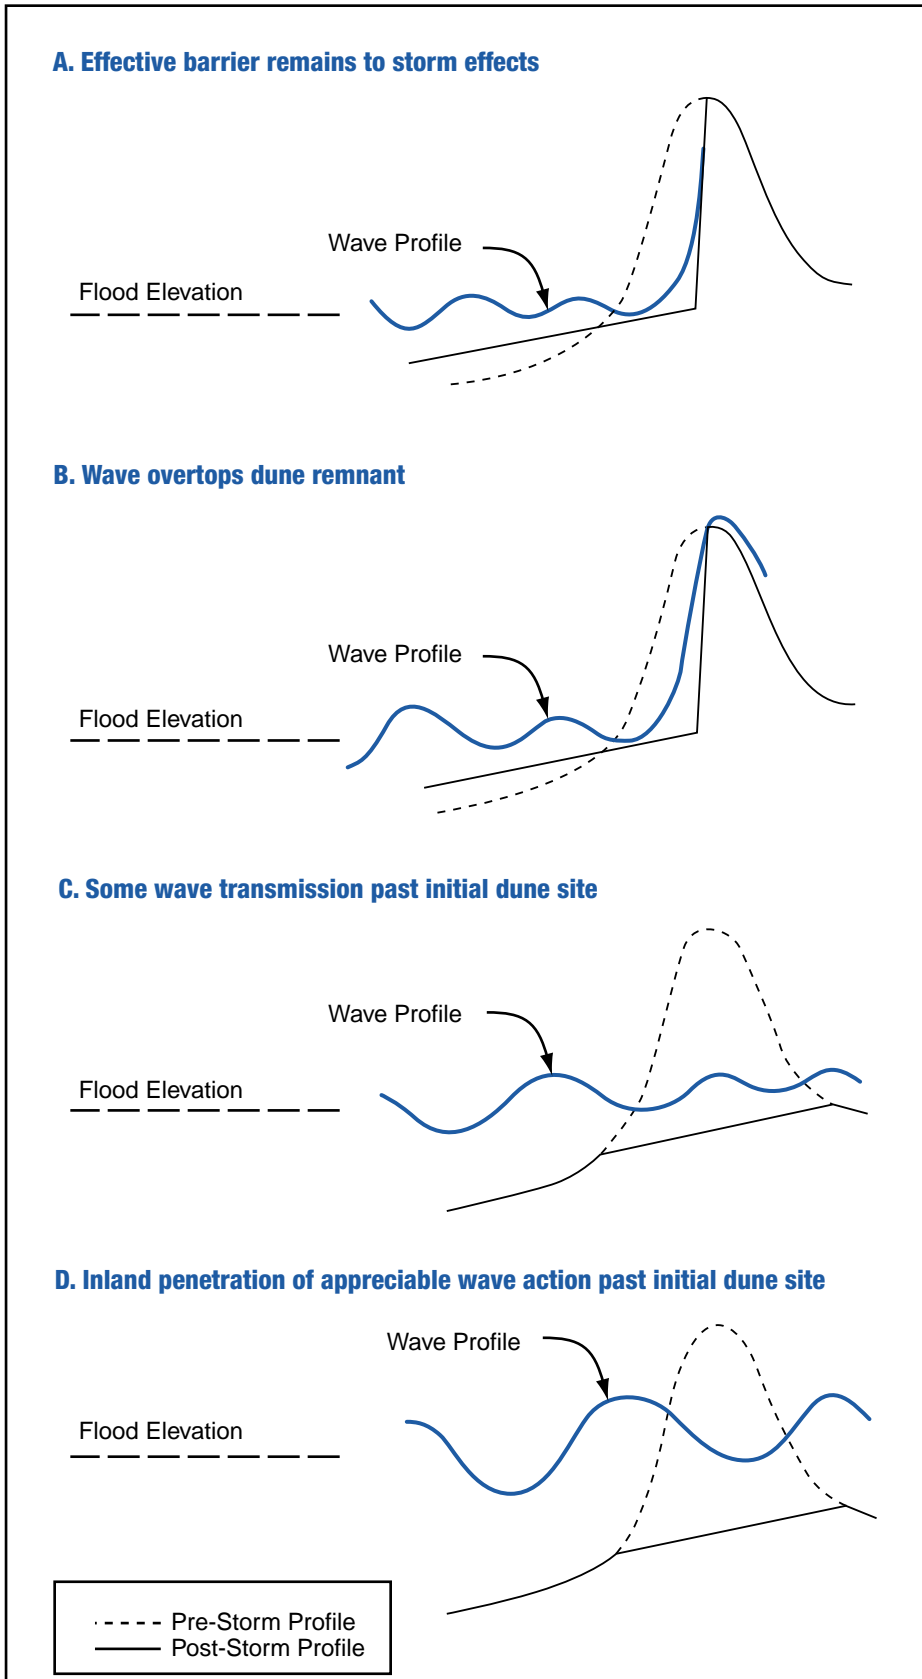 A. Effective barrier remains to storm effects
Wave Profile
Flood Elevation
B. Wave overtops dune remnant
Wave Profile
Flood Elevation
C. Some wave transmission past initial dune site
Wave Profile
Flood Elevation
D. Inland penetration of appreciable wave action past initial dune site
Wave Profile
Flood Elevation
Pre-Storm Profile
Post-Storm Profile